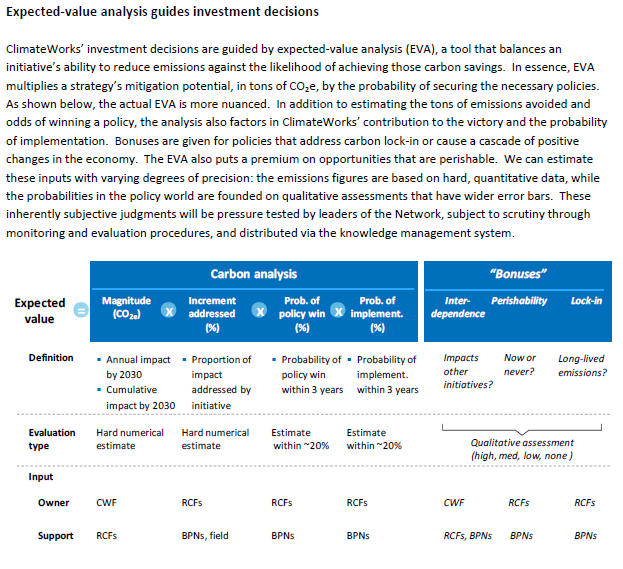 Expected-value analysis guides investment decisions
ClimateWorks’ investment decisions are guided by expected-value analysis (EVA), a tool that balances an
initiative’s ability to reduce emissions against the likelihood of achieving those carbon savings.  In essence, EVA
multiplies a strategy’s mitigation potential, in tons of CO₂e, by the probability of securing the necessary policies.
As shown below, the actual EVA is more nuanced.  In addition to estimating the tons of emissions avoided and
odds of winning a policy, the analysis also factors in ClimateWorks’ contribution to the victory and the probability
of implementation.  Bonuses are given for policies that address carbon lock-in or cause a cascade of positive
changes in the economy.  The EVA also puts a premium on opportunities that are perishable.  We can estimate
these inputs with varying degrees of precision: the emissions figures are based on hard, quantitative data, while
the probabilities in the policy world are founded on qualitative assessments that have wider error bars.  These
inherently subjective judgments will be pressure tested by leaders of the Network, subject to scrutiny through
monitoring and evaluation procedures, and distributed via the knowledge management system.
Carbon analysis “Bonuses”
Expected Magnitude Increment Prob. of Prob. of Inter- Perishability Lock-in
value = (CO₂e) X addressed X policy win X implement. dependence
(%) (%) (%)
Definition ▪ Annual impact ▪ Proportion of ▪ Probability of ▪ Probability of Impacts Now or Long-lived
by 2030 impact policy win implement. other never? emissions?
▪ Cumulative addressed by within 3 years within 3 years initiatives?
impact by 2030 initiative
Evaluation Hard numerical Hard numerical Estimate Estimate
type estimate estimate within ~20% within ~20% Qualitative assessment
(high, med, low, none )
Input
Owner CWF RCFs RCFs RCFs CWF RCFs RCFs
Support RCFs BPNs, field BPNs BPNs RCFs, BPNs BPNs BPNs